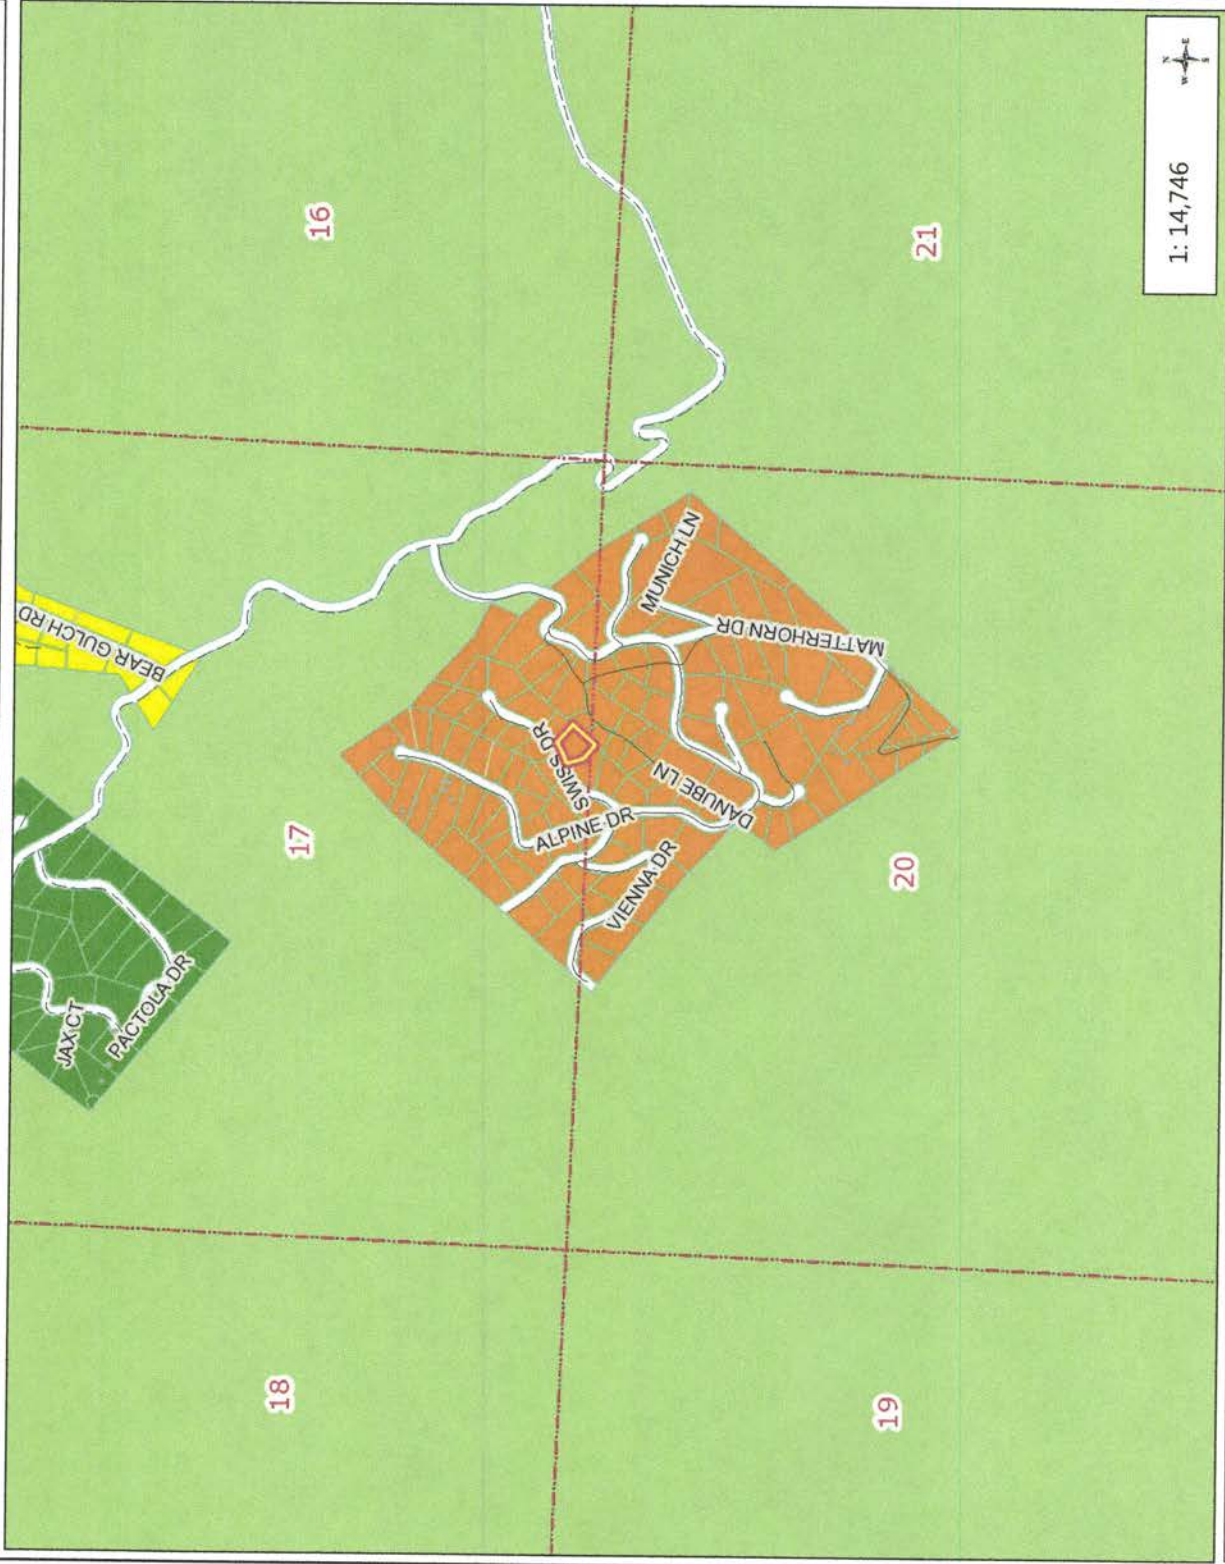 JAX CT
PACTOLA DR
BEAR GULCH RD
18
17
16
SWISS DR
ALPINE DR
VIENNA DR
MUNICH LN
DANUBE LN
MATTERHORN DR
19
20
21
1: 14,746
N
W E
S